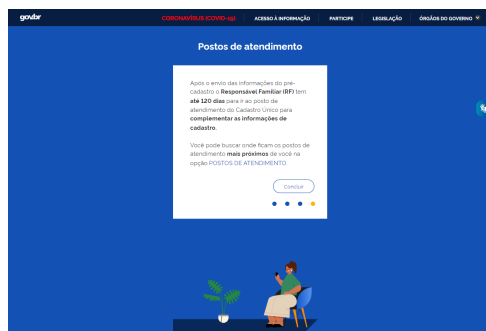 gov.br
CORONAVÍRUS (COVID-19) ACESSO À INFORMAÇÃO PARTICIPE LEGISLAÇÃO ÓRGÃOS DO GOVERNO
Postos de atendimento
Após o envio das informações do pre-
cadastro o Responsável Familiar (RF) tem
até 120 dias para ir ao posto de
atendimento do Cadastro Único para
complementar as informações de
cadastro.
Você pode buscar onde ficam os postos de
atendimento mais próximos de você na
opção POSTOS DE ATENDIMENTO
Concluir